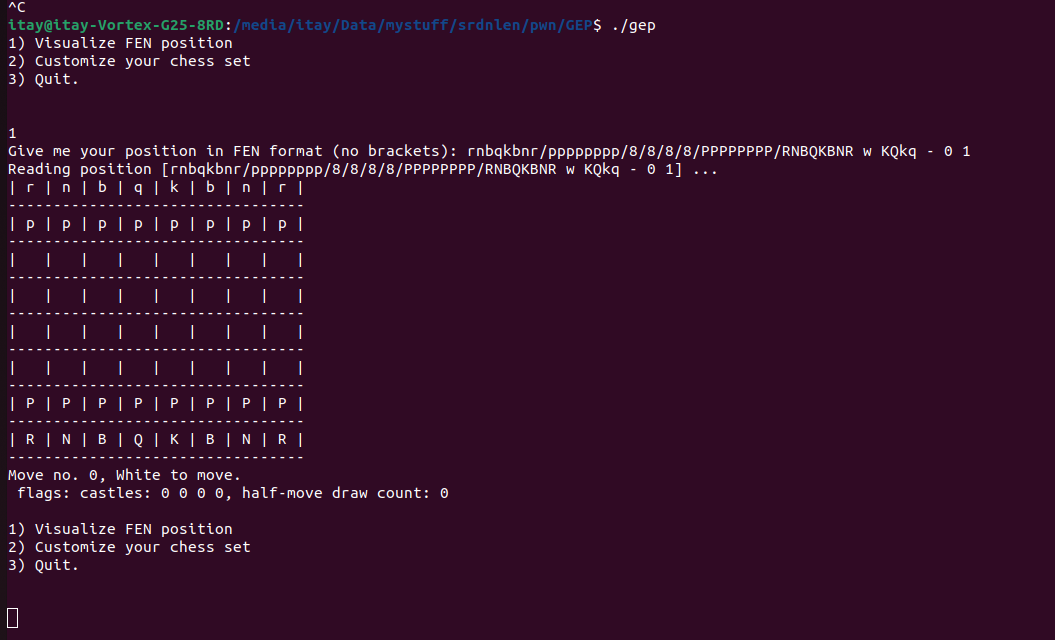 ^C
itay@itay-Vortex-G25-8RD:/media/itay/Data/mystuff/srdnlen/pwn/GEP$ ./gep
1) Visualize FEN position
2) Customize your chess set
3) Quit.
1
Give me your position in FEN format (no brackets): rnbqkbnr/pppppppp/8/8/8/8/PPPPPPPP/RNBQKBNR w KQkq - 0 1
Reading position [rnbqkbnr/pppppppp/8/8/8/8/PPPPPPPP/RNBQKBNR w KQkq - 0 1] ...
| r | n | b | q | k | b | n | r |
---------------------------------
| p | p | p | p | p | p | p | p |
---------------------------------
|   |   |   |   |   |   |   |   |
---------------------------------
|   |   |   |   |   |   |   |   |
---------------------------------
|   |   |   |   |   |   |   |   |
---------------------------------
|   |   |   |   |   |   |   |   |
---------------------------------
| P | P | P | P | P | P | P | P |
---------------------------------
| R | N | B | Q | K | B | N | R |
---------------------------------
Move no. 0, White to move.
 flags: castles: 0 0 0 0, half-move draw count: 0
1) Visualize FEN position
2) Customize your chess set
3) Quit.